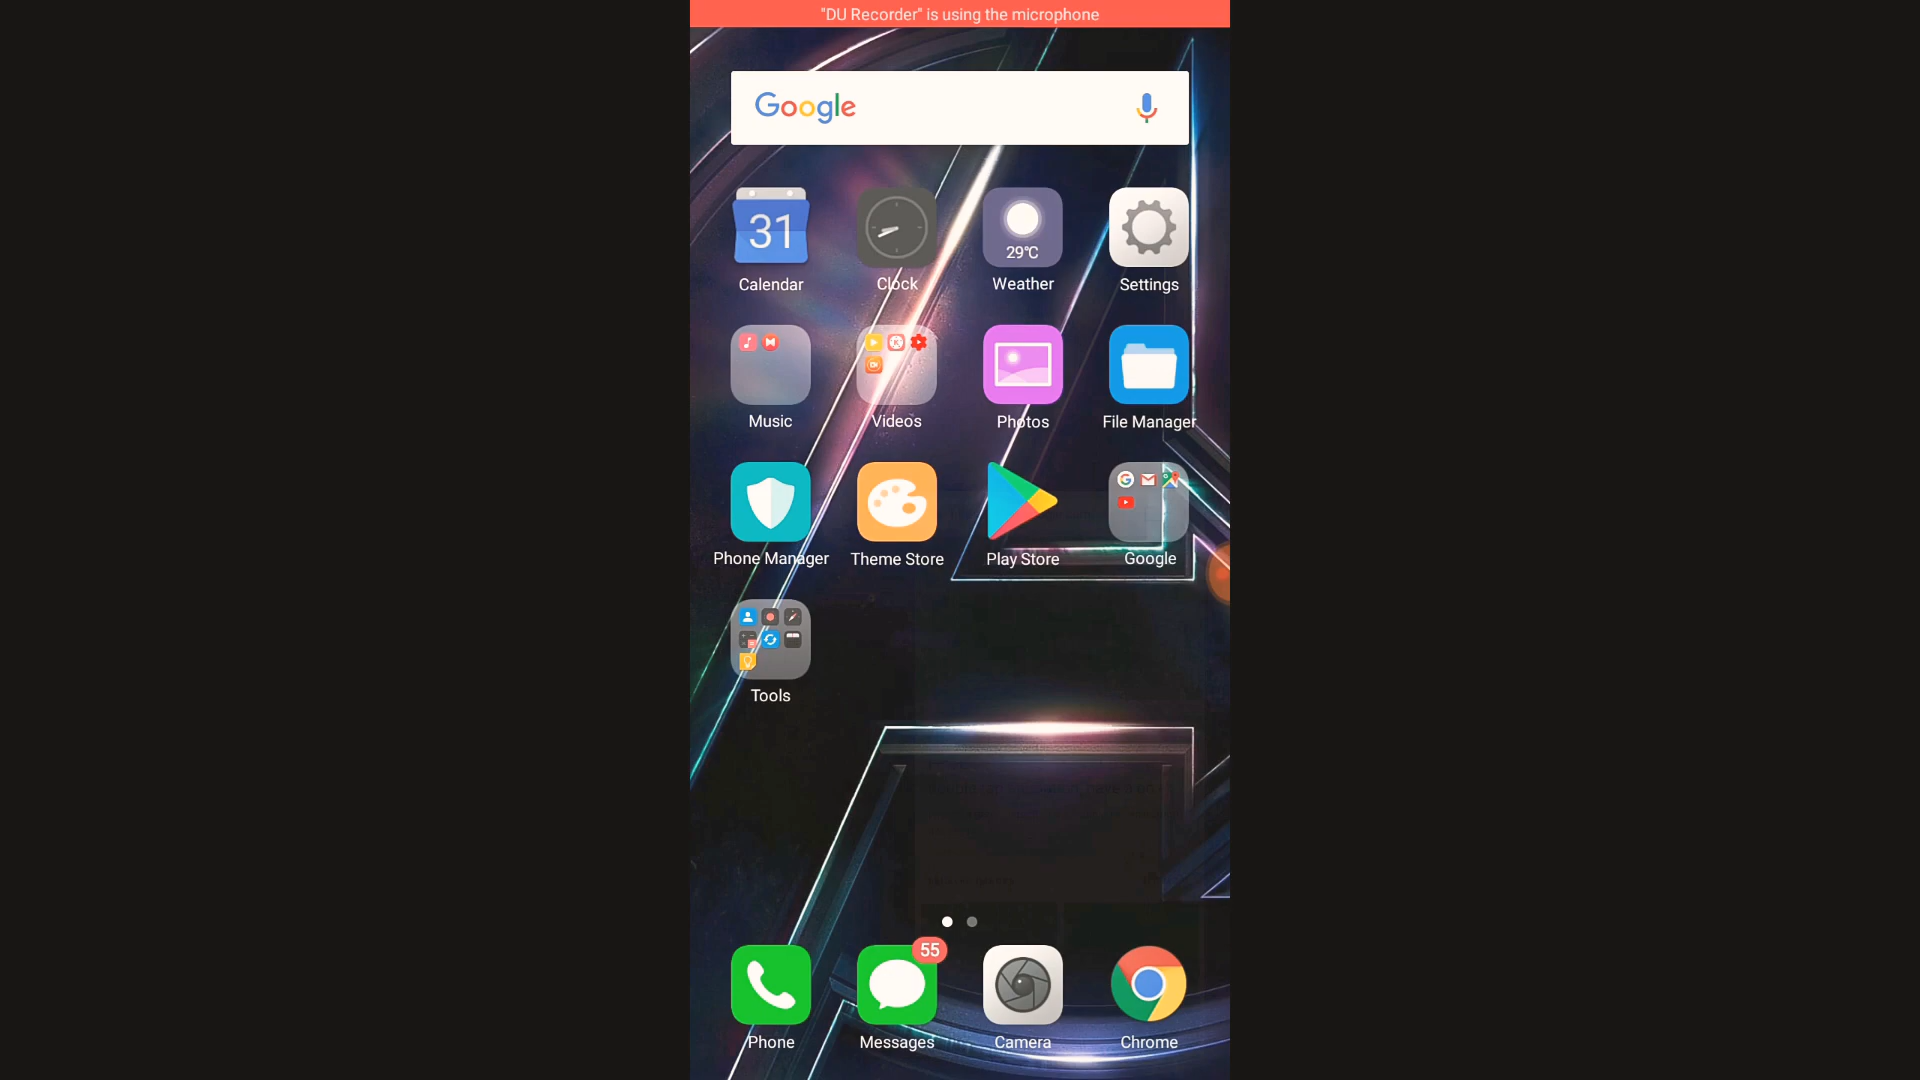 "DU Recorder" is using the microphone
Google
31
29°C
Calendar
Clock
Weather
Settings
Music
Videos
Photos
File Manager
Phone Manager
Theme Store
Play Store
Google
Tools
55
Phone
Messages
Camera
Chrome